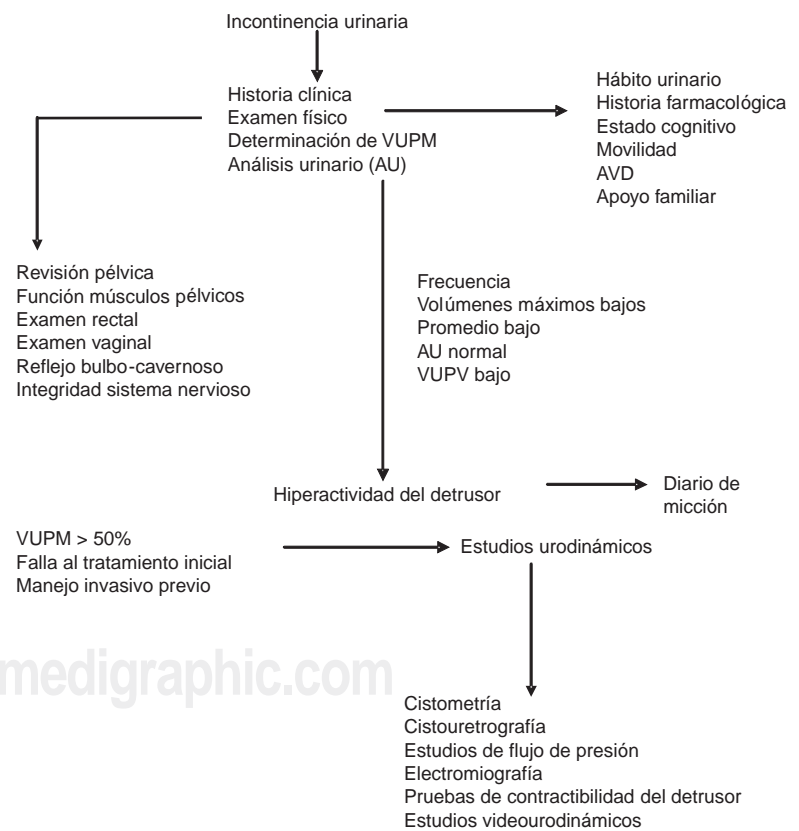 Incontinencia urinaria
Historia clínica
Examen físico
Determinación de VUPM
Análisis urinario (AU)
Hábito urinario
Historia farmacológica
Estado cognitivo
Movilidad
AVD
Apoyo familiar
Revisión pélvica
Función músculos pélvicos
Examen rectal
Examen vaginal
Reflejo bulbo-cavernoso
Integridad sistema nervioso
Frecuencia
Volúmenes máximos bajos
Promedio bajo
AU normal
VUPV bajo
Hiperactividad del detrusor
Diario de
micción
VUPM > 50%
Falla al tratamiento inicial
Manejo invasivo previo
Estudios urodinámicos
medigraphic.com
Cistometría
Cistouretrografía
Estudios de flujo de presión
Electromiografía
Pruebas de contractibilidad del detrusor
Estudios videourodinámicos